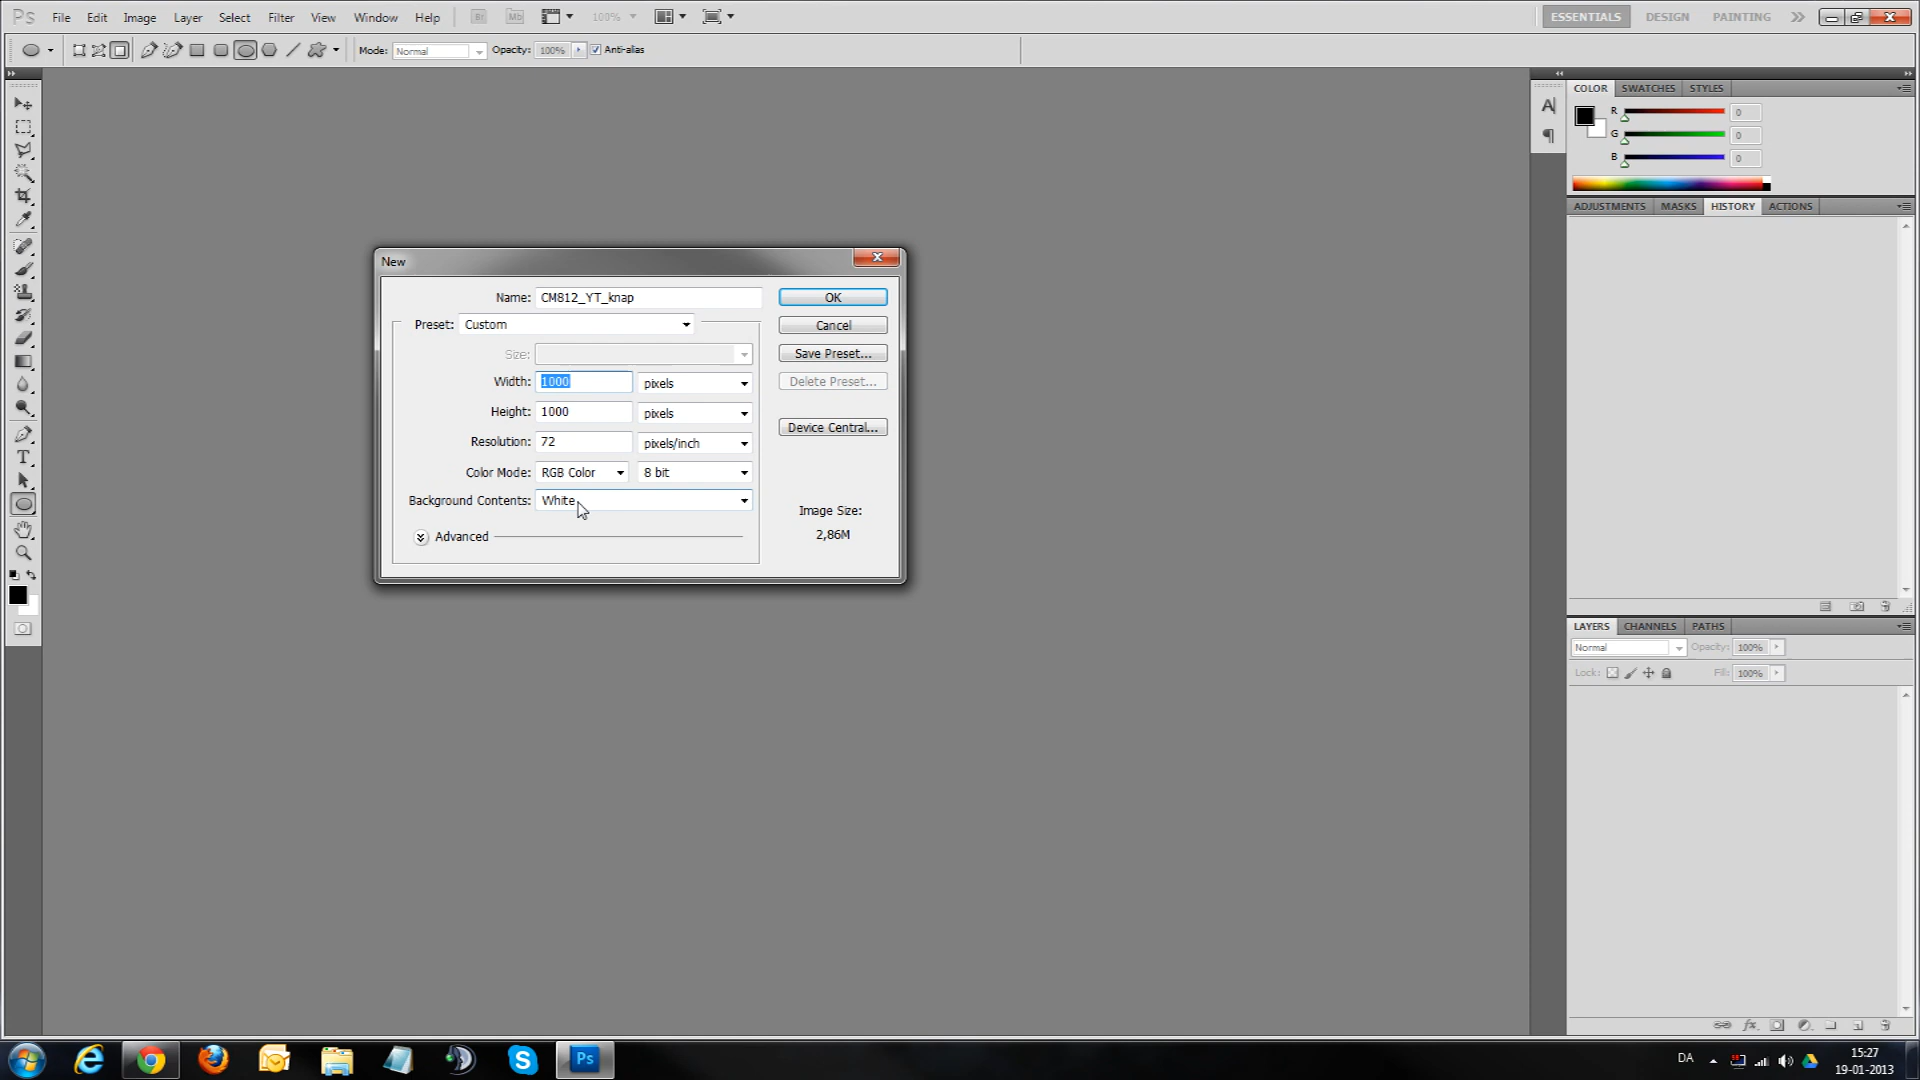 Ps File Edit Image Layer Select Filter View Window Help Br Mb 100% ESSENTIALS DESIGN PAINTING
Mode: Normal Opacity: 100% Anti-alias
COLOR SWATCHES STYLES
R 0
G 0
B 0
ADJUSTMENTS MASKS HISTORY ACTIONS
New
Name: CM812_YT_knap OK
Preset: Custom Cancel
Size: Save Preset...
Width: 1000 pixels Delete Preset...
Height: 1000 pixels
Device Central...
Resolution: 72 pixels/inch
Color Mode: RGB Color 8 bit
Background Contents: White
Image Size:
Advanced 2,86M
LAYERS CHANNELS PATHS
Normal Opacity: 100%
Lock: Fill: 100%
Ps
DA
15:27
19-01-2013